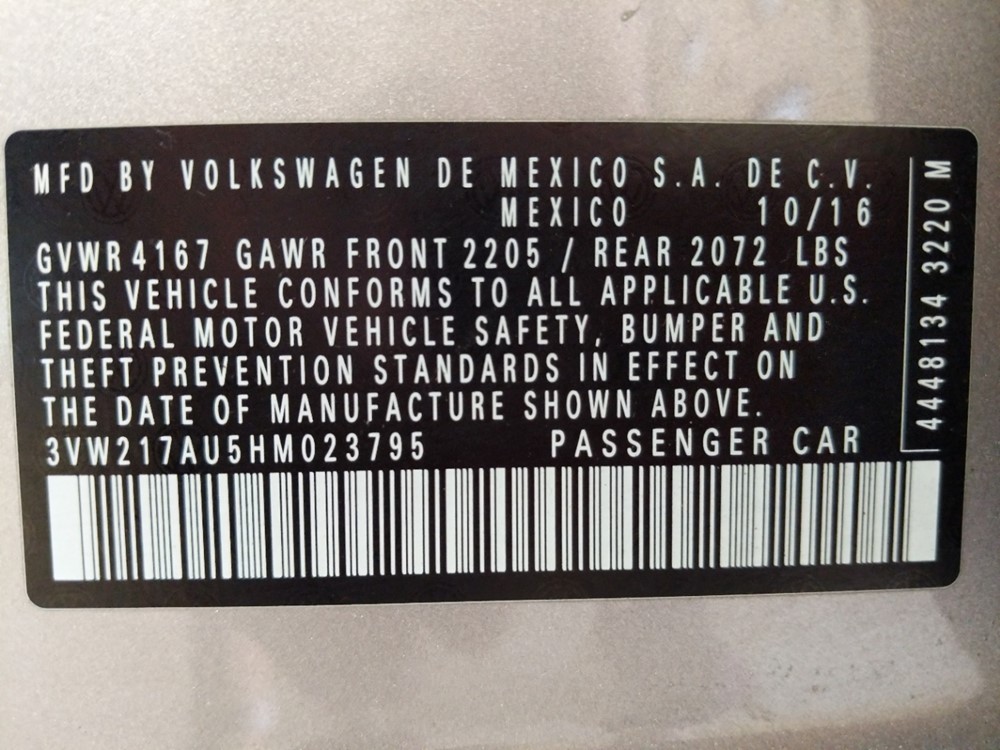 MFD BY VOLKSWAGEN DE MEXICO S.A. DE C.V.
MEXICO 10/16
GVWR 4167 GAWR FRONT 2205 / REAR 2072 LBS
THIS VEHICLE CONFORMS TO ALL APPLICABLE U.S.
FEDERAL MOTOR VEHICLE SAFETY, BUMPER AND
THEFT PREVENTION STANDARDS IN EFFECT ON
THE DATE OF MANUFACTURE SHOWN ABOVE.
3VW217AU5HM023795 PASSENGER CAR
4448134 3220 M